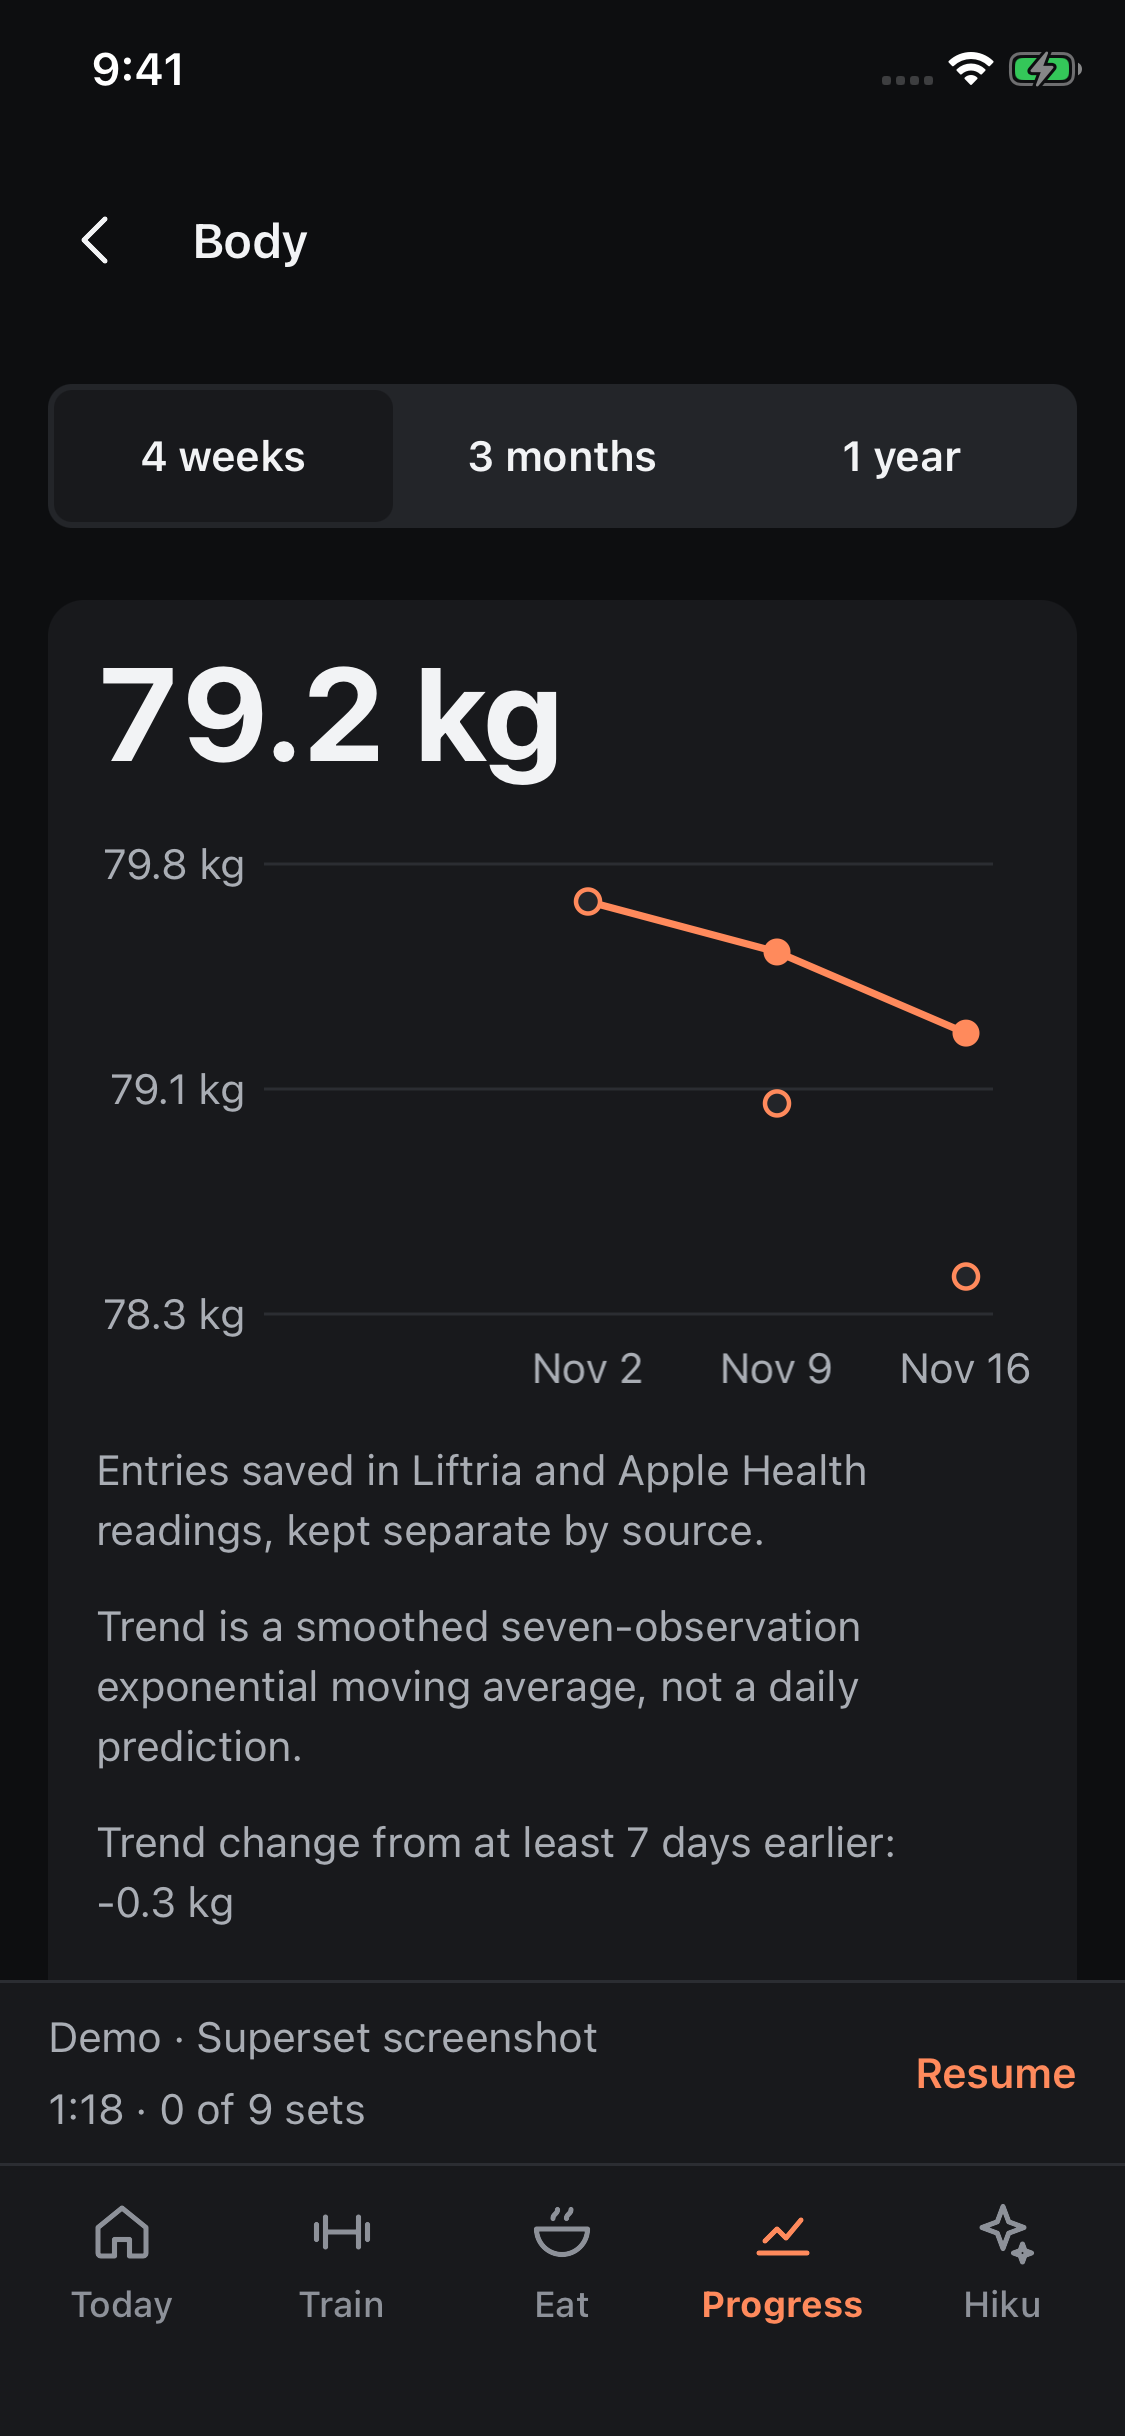 9:41
Body
4 weeks
3 months
1 year
79.2 kg
79.8 kg
79.1 kg
78.3 kg
Nov 2
Nov 9
Nov 16
Entries saved in Liftria and Apple Health
readings, kept separate by source.
Trend is a smoothed seven-observation
exponential moving average, not a daily
prediction.
Trend change from at least 7 days earlier:
-0.3 kg
Demo · Superset screenshot
1:18 · 0 of 9 sets
Resume
Today
Train
Eat
Progress
Hiku